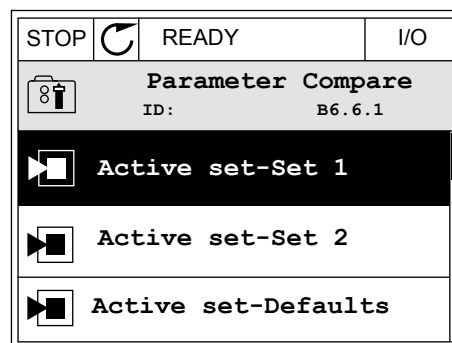 STOP READY I/O
Parameter Compare
ID: B6.6.1
Active set-Set 1
Active set-Set 2
Active set-Defaults